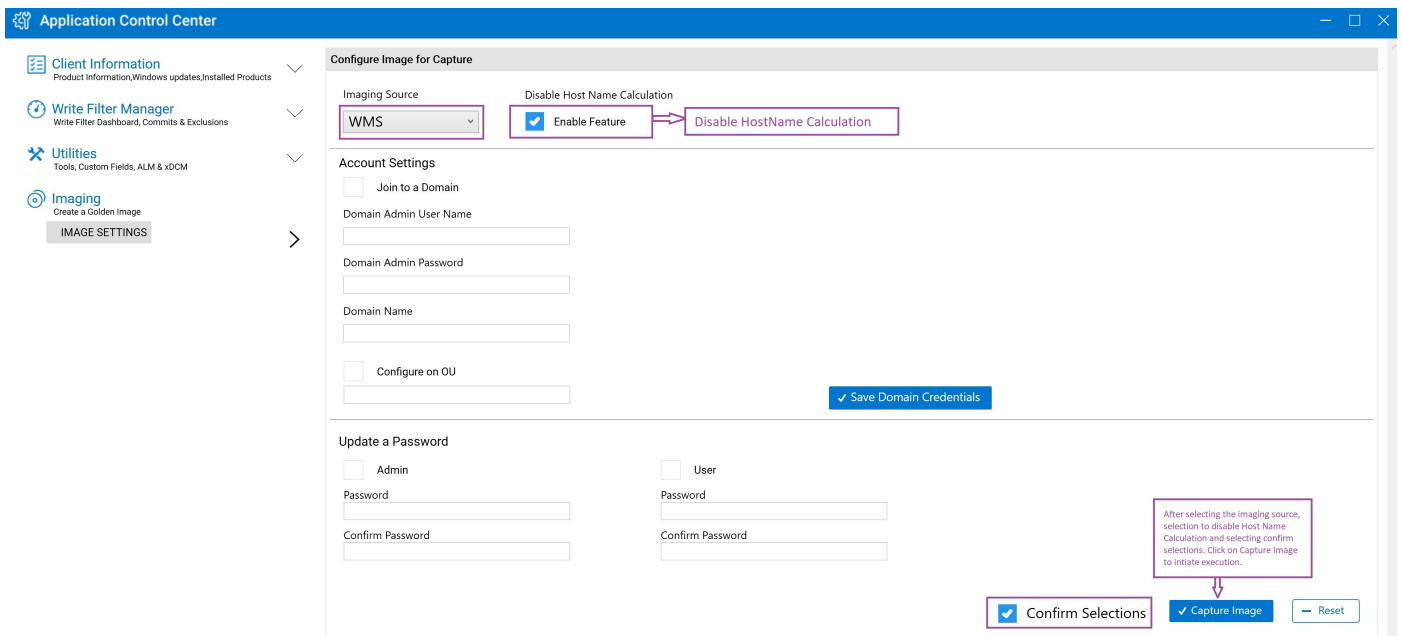 Application Control Center
Client Information
Product Information,Windows updates,Installed Products
Write Filter Manager
Write Filter Dashboard, Commits & Exclusions
Utilities
Tools, Custom Fields, ALM & xDCM
Imaging
Create a Golden Image
IMAGE SETTINGS
Configure Image for Capture
Imaging Source
Disable Host Name Calculation
WMS
Enable Feature
Disable HostName Calculation
Account Settings
Join to a Domain
Domain Admin User Name
Domain Admin Password
Domain Name
Configure on OU
Save Domain Credentials
Update a Password
Admin
User
Password
Password
Confirm Password
Confirm Password
After selecting the imaging source,
selection to disable Host Name
Calculation and selecting confirm
selections. Click on Capture Image
to intiate execution.
Confirm Selections
Capture Image
Reset